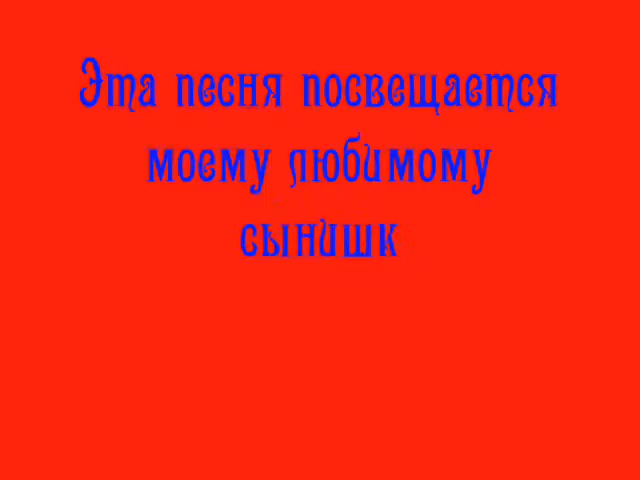 Эта песня посвещается
моему любимому
сынишк